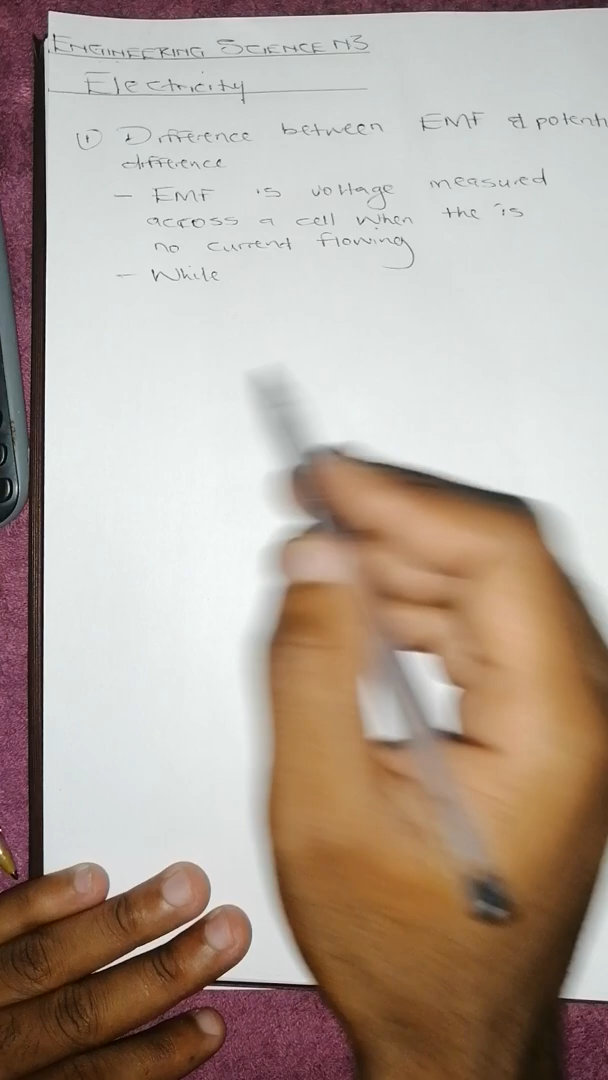 ENGINEERING SCIENCE N3
Electricity
① Difference between EMF & potenti
difference
- EMF is voltage measured
across a cell when the is
no current flowing
- While